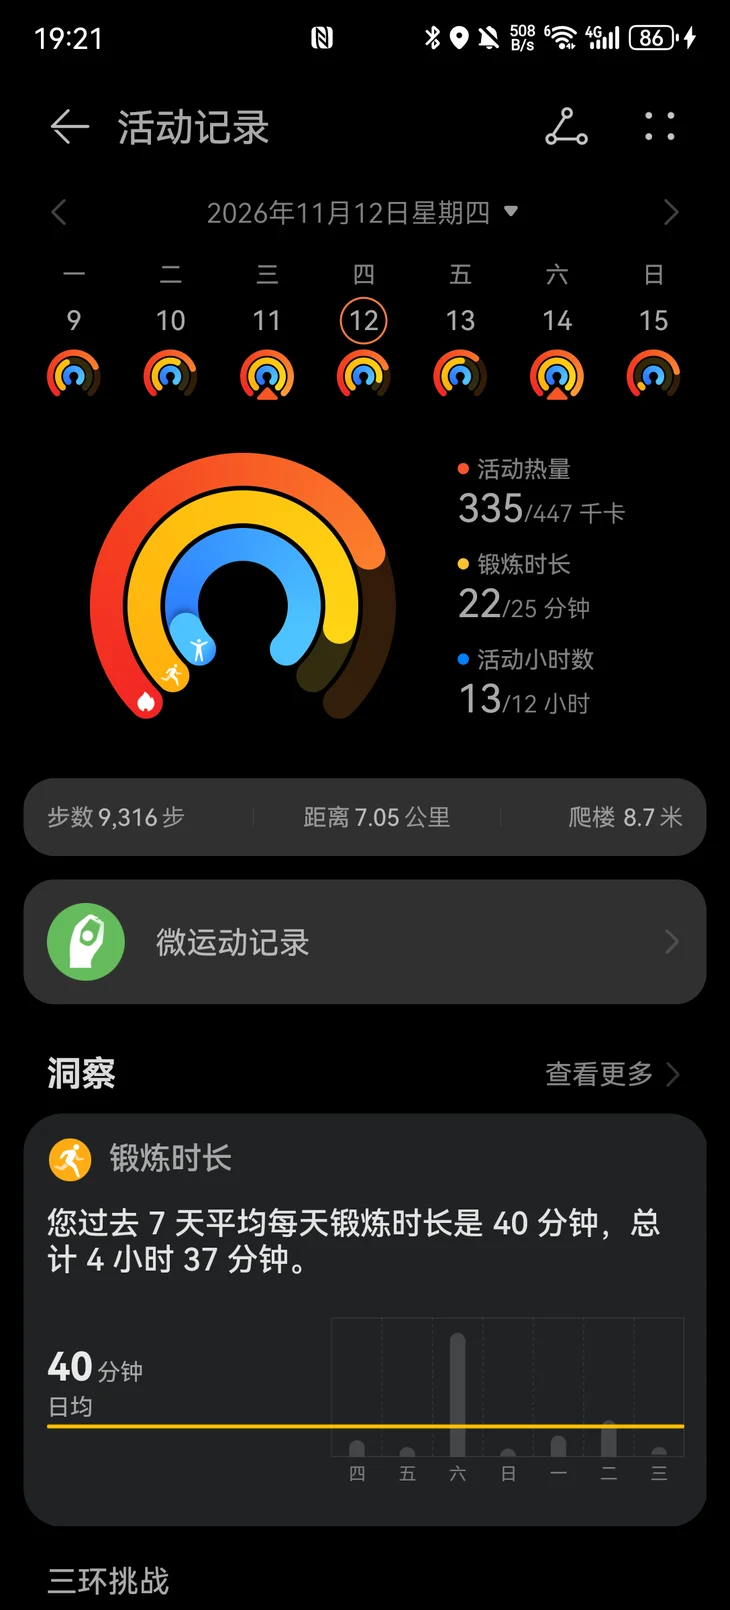 19:21
508 B/s
6
4G
86
活动记录
2026年11月12日星期四
一 二 三 四 五 六 日
9 10 11 12 13 14 15
活动热量
335/447 千卡
锻炼时长
22/25 分钟
活动小时数
13/12 小时
步数 9,316 步 距离 7.05 公里 爬楼 8.7 米
微运动记录
洞察 查看更多
锻炼时长
您过去 7 天平均每天锻炼时长是 40 分钟，总
计 4 小时 37 分钟。
40 分钟
日均
四 五 六 日 一 二 三
三环挑战